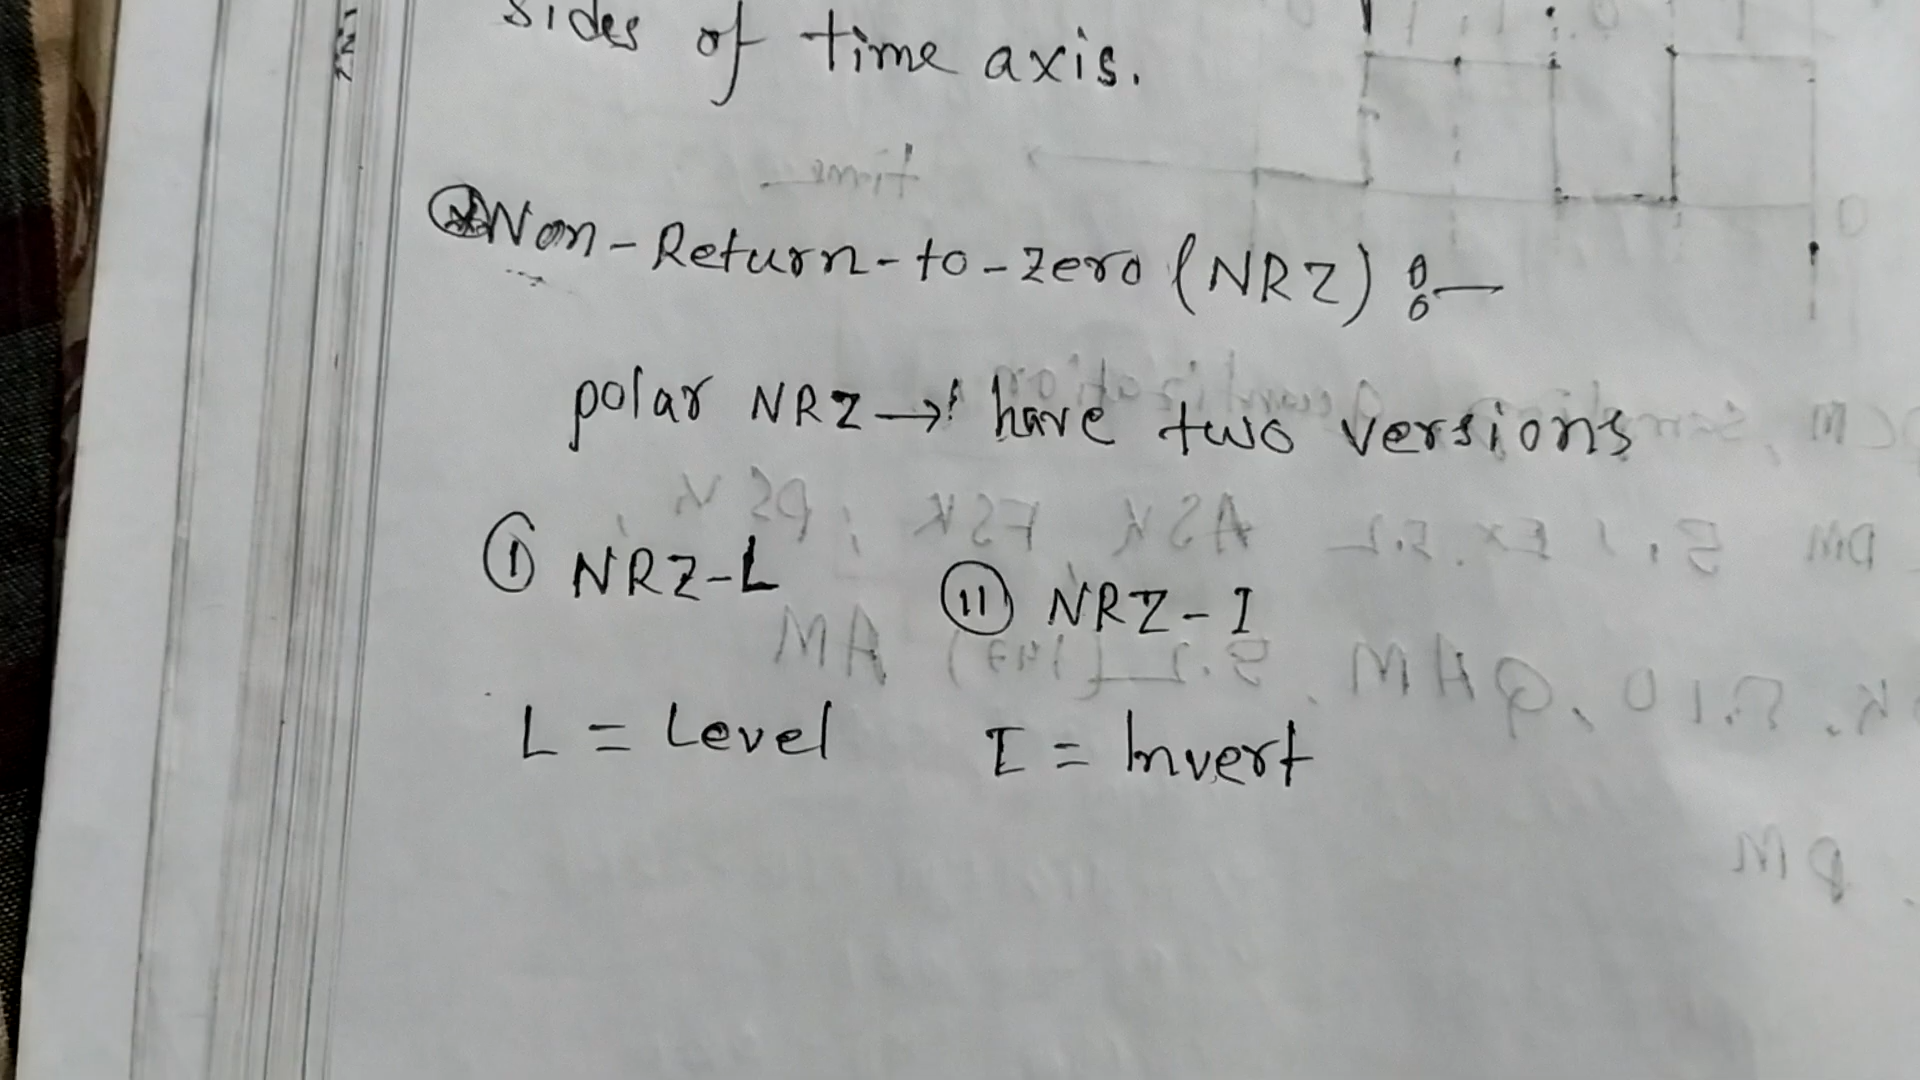 sides of time axis.
Non-Return-to-zero (NRZ) :-
polar NRZ → have two versions
(i) NRZ-L (ii) NRZ-I
L = Level I = Invert